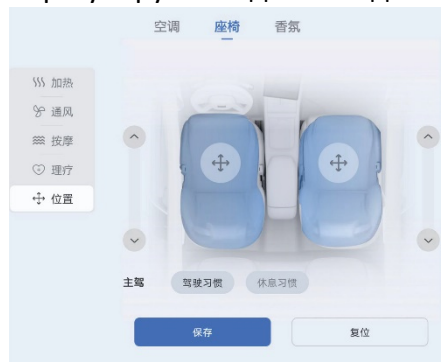 空调 座椅 香氛
加热
通风
按摩
理疗
位置
主驾 驾驶习惯 休息习惯
保存 复位